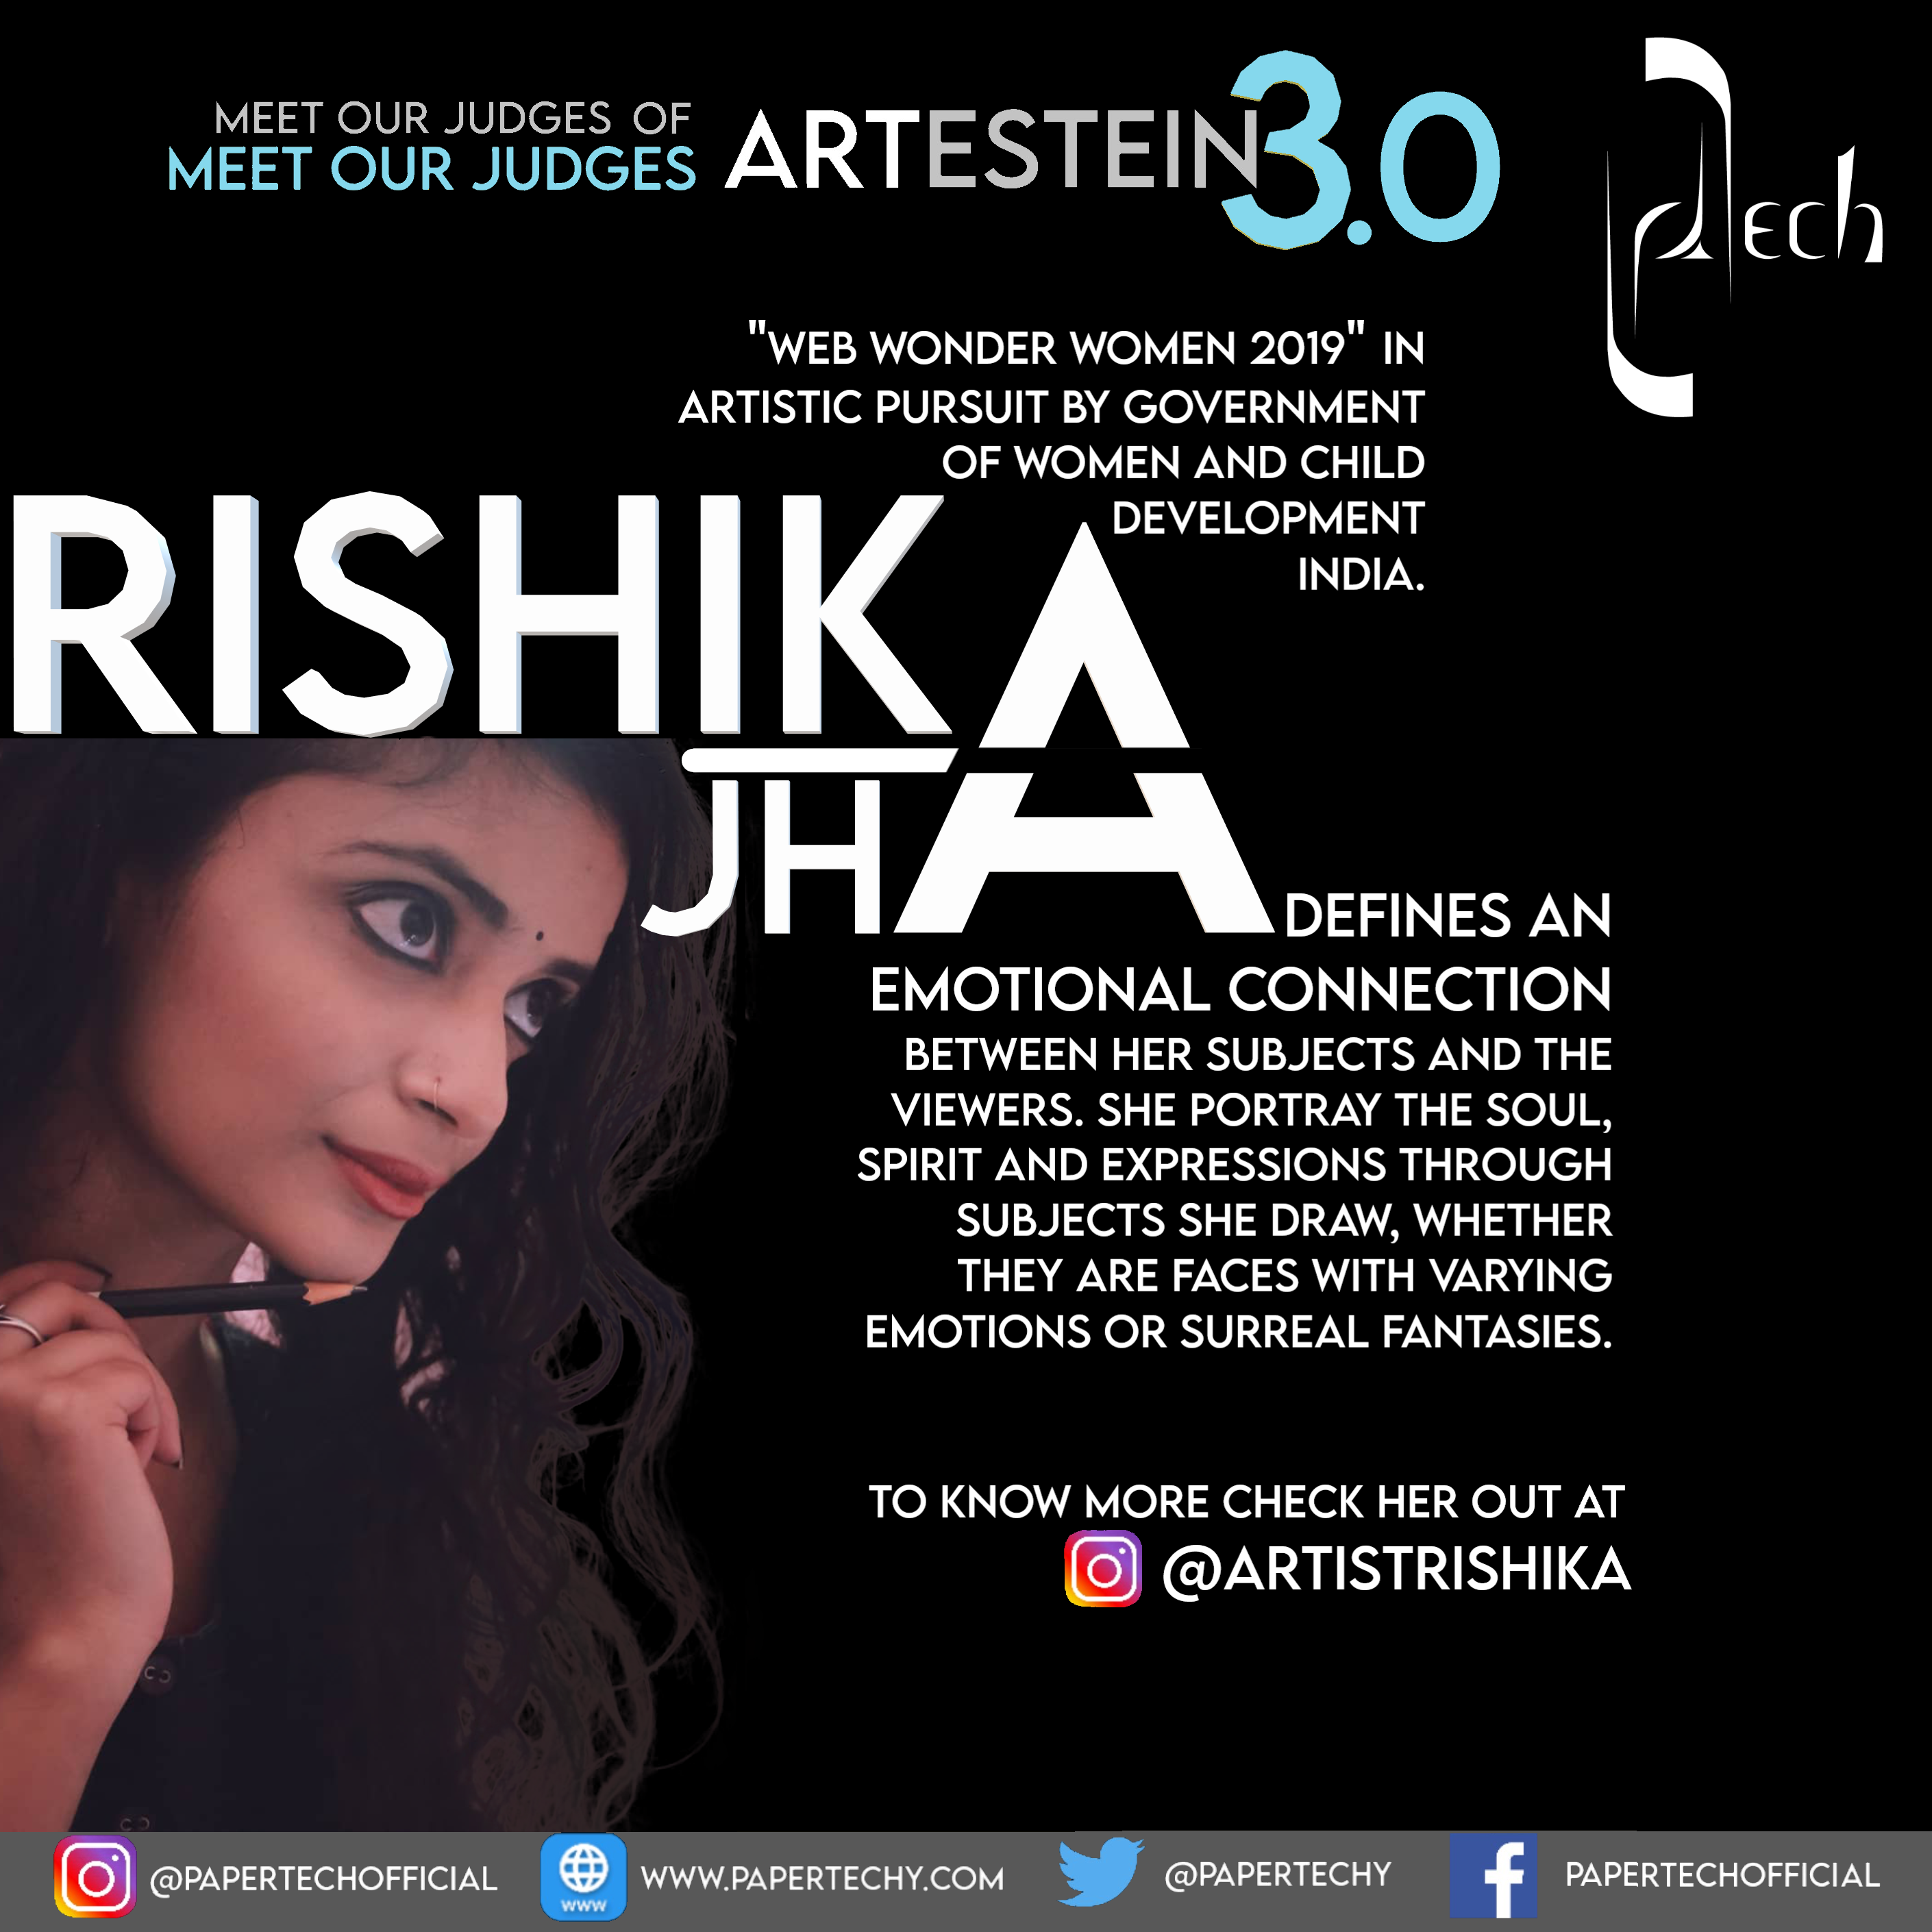 MEET OUR JUDGES OF
MEET OUR JUDGES
ARTESTEIN 3.0
Tech
"WEB WONDER WOMEN 2019" IN
ARTISTIC PURSUIT BY GOVERNMENT
OF WOMEN AND CHILD
DEVELOPMENT
INDIA.
RISHIKA
JHA
DEFINES AN
EMOTIONAL CONNECTION
BETWEEN HER SUBJECTS AND THE
VIEWERS. SHE PORTRAY THE SOUL,
SPIRIT AND EXPRESSIONS THROUGH
SUBJECTS SHE DRAW, WHETHER
THEY ARE FACES WITH VARYING
EMOTIONS OR SURREAL FANTASIES.
TO KNOW MORE CHECK HER OUT AT
@ARTISTRISHIKA
@PAPERTECHOFFICIAL
www
WWW.PAPERTECHY.COM
@PAPERTECHY
PAPERTECHOFFICIAL